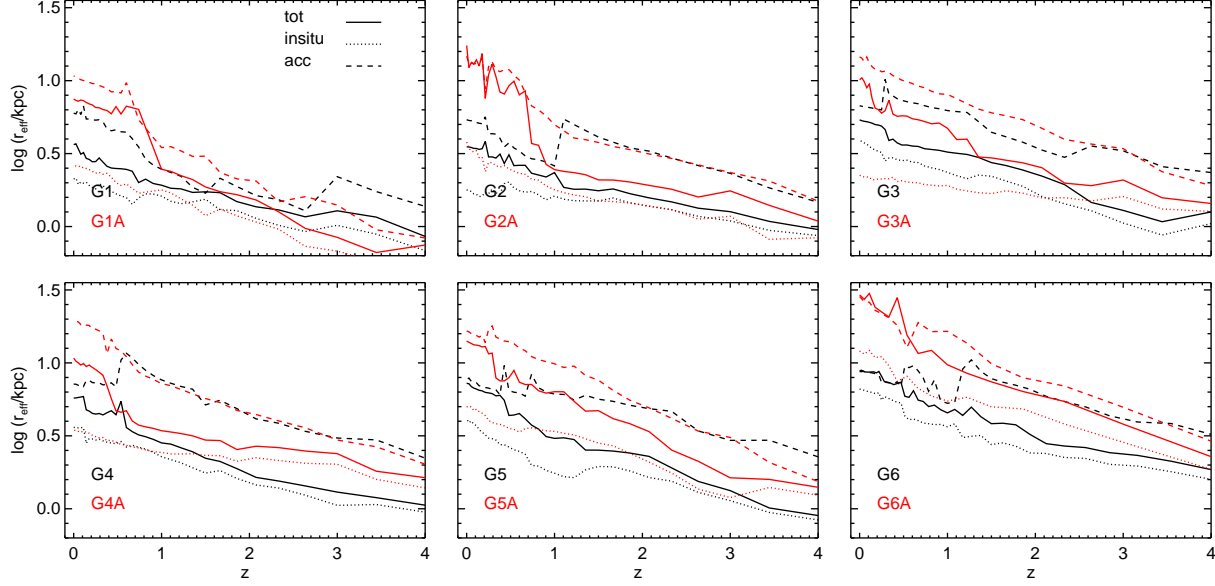 1.5
1.0
0.5
0.0
log (r_eff/kpc)
tot
insitu
acc
G1
G1A
G2
G2A
G3
G3A
1.5
1.0
0.5
0.0
log (r_eff/kpc)
G4
G4A
G5
G5A
G6
G6A
0 1 2 3 4
0 1 2 3 4
0 1 2 3 4
z
z
z